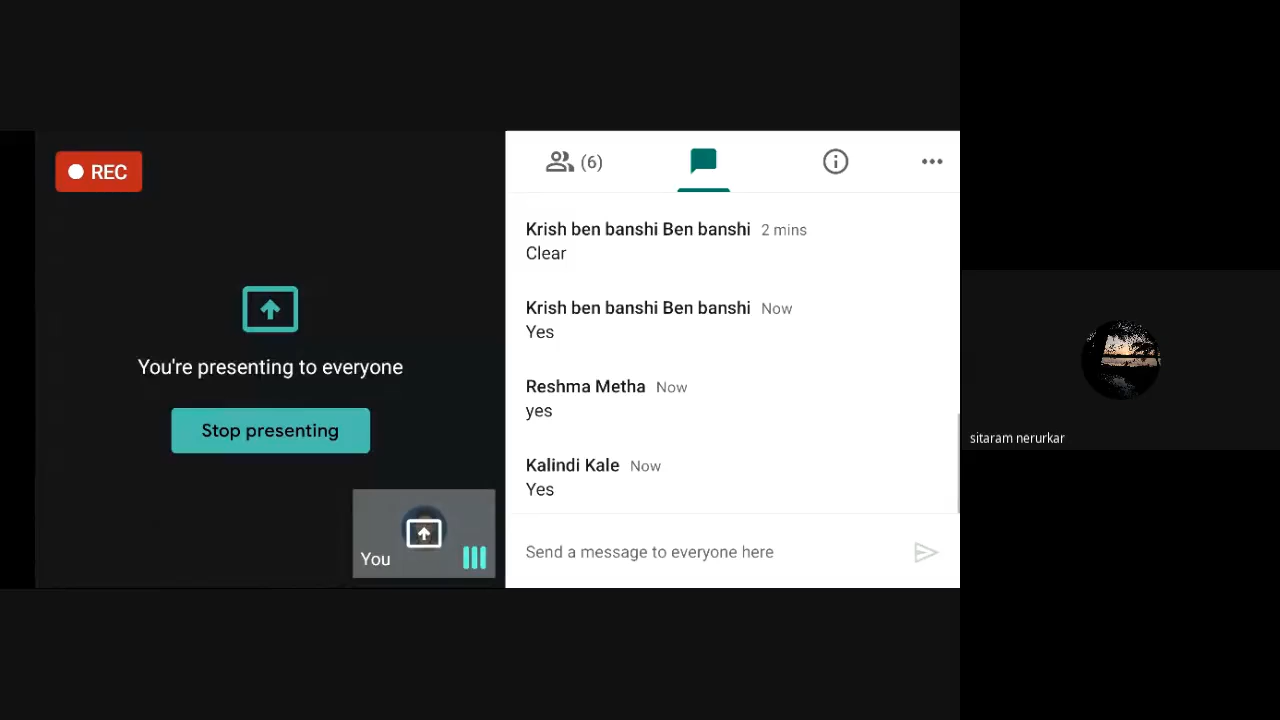 REC
You're presenting to everyone
Stop presenting
You
(6)
Krish ben banshi Ben banshi 2 mins
Clear
Krish ben banshi Ben banshi Now
Yes
Reshma Metha Now
yes
Kalindi Kale Now
Yes
Send a message to everyone here
sitaram nerurkar